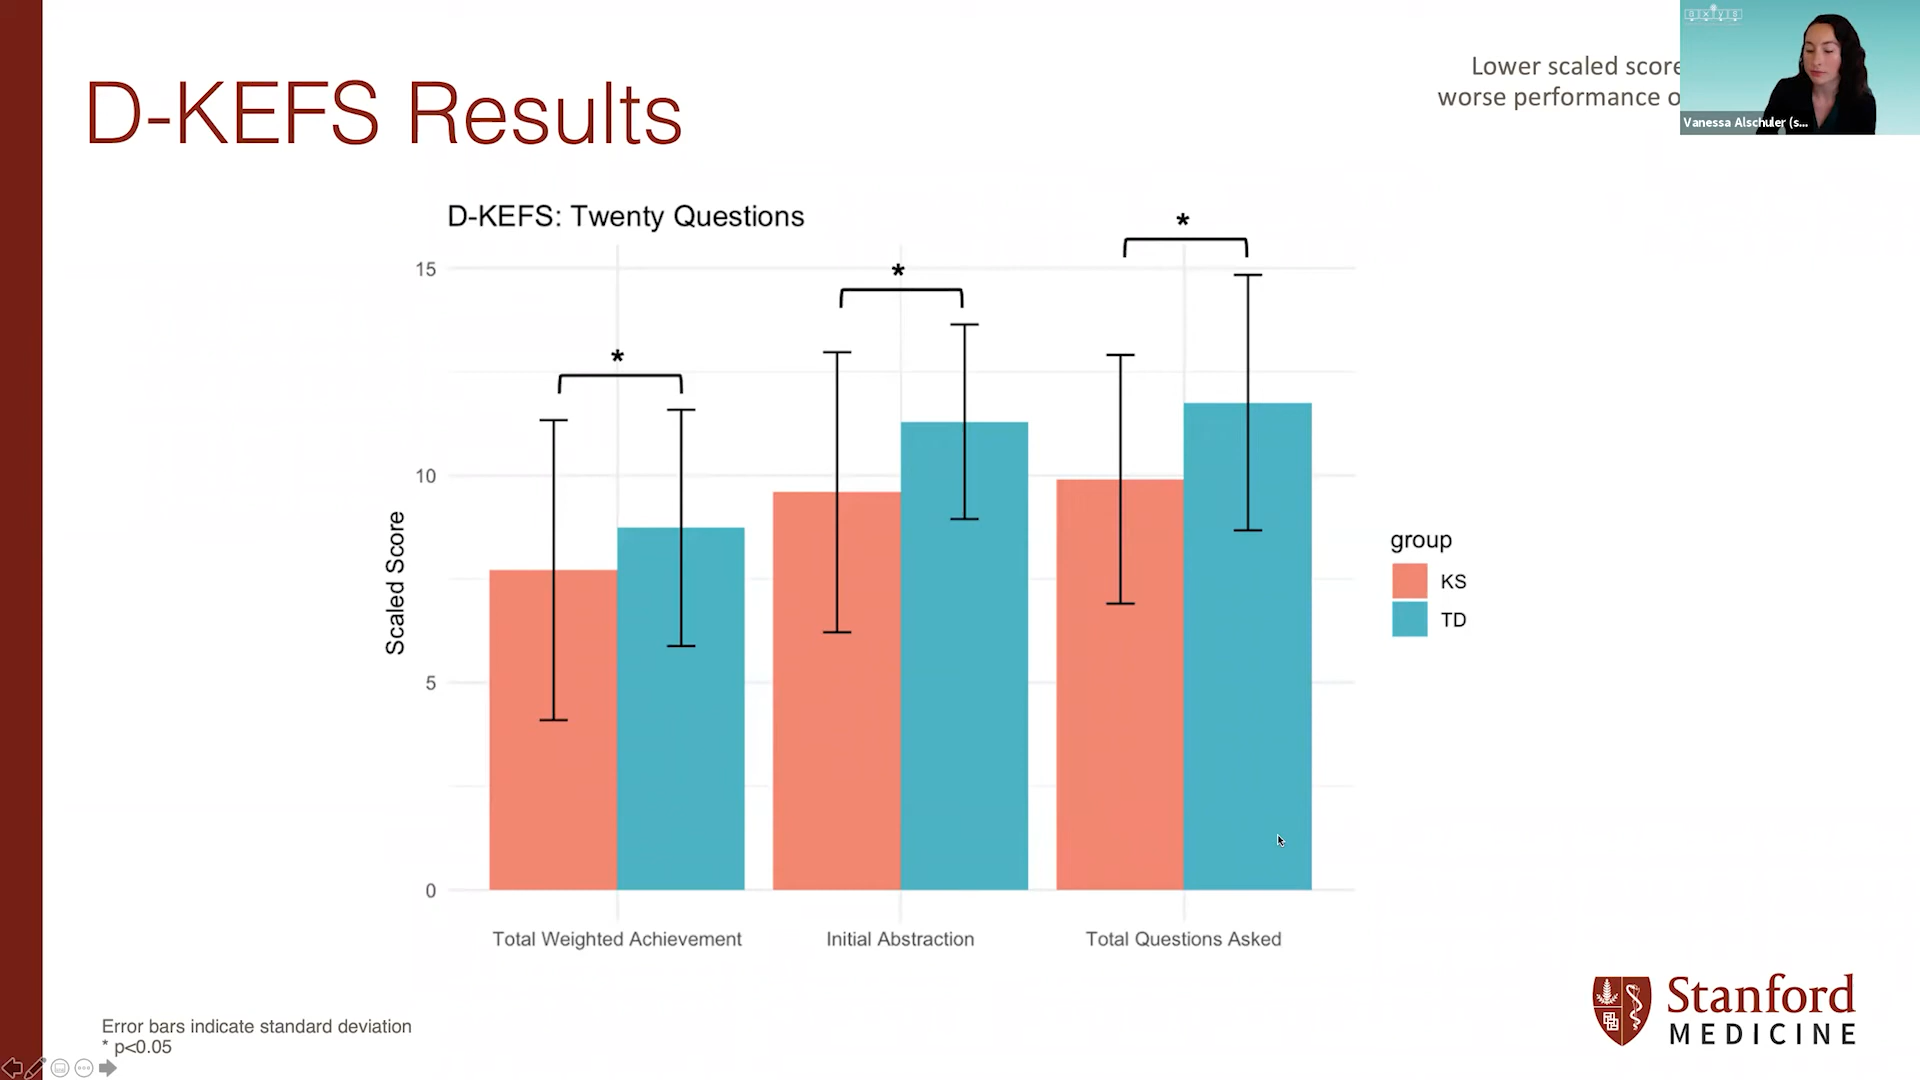 D-KEFS Results
Lower scaled score
worse performance
AXYS
Vanessa Alschuler (s...
D-KEFS: Twenty Questions
*
*
*
15
10
5
0
Scaled Score
group
KS
TD
Total Weighted Achievement
Initial Abstraction
Total Questions Asked
Error bars indicate standard deviation
* p<0.05
Stanford
MEDICINE